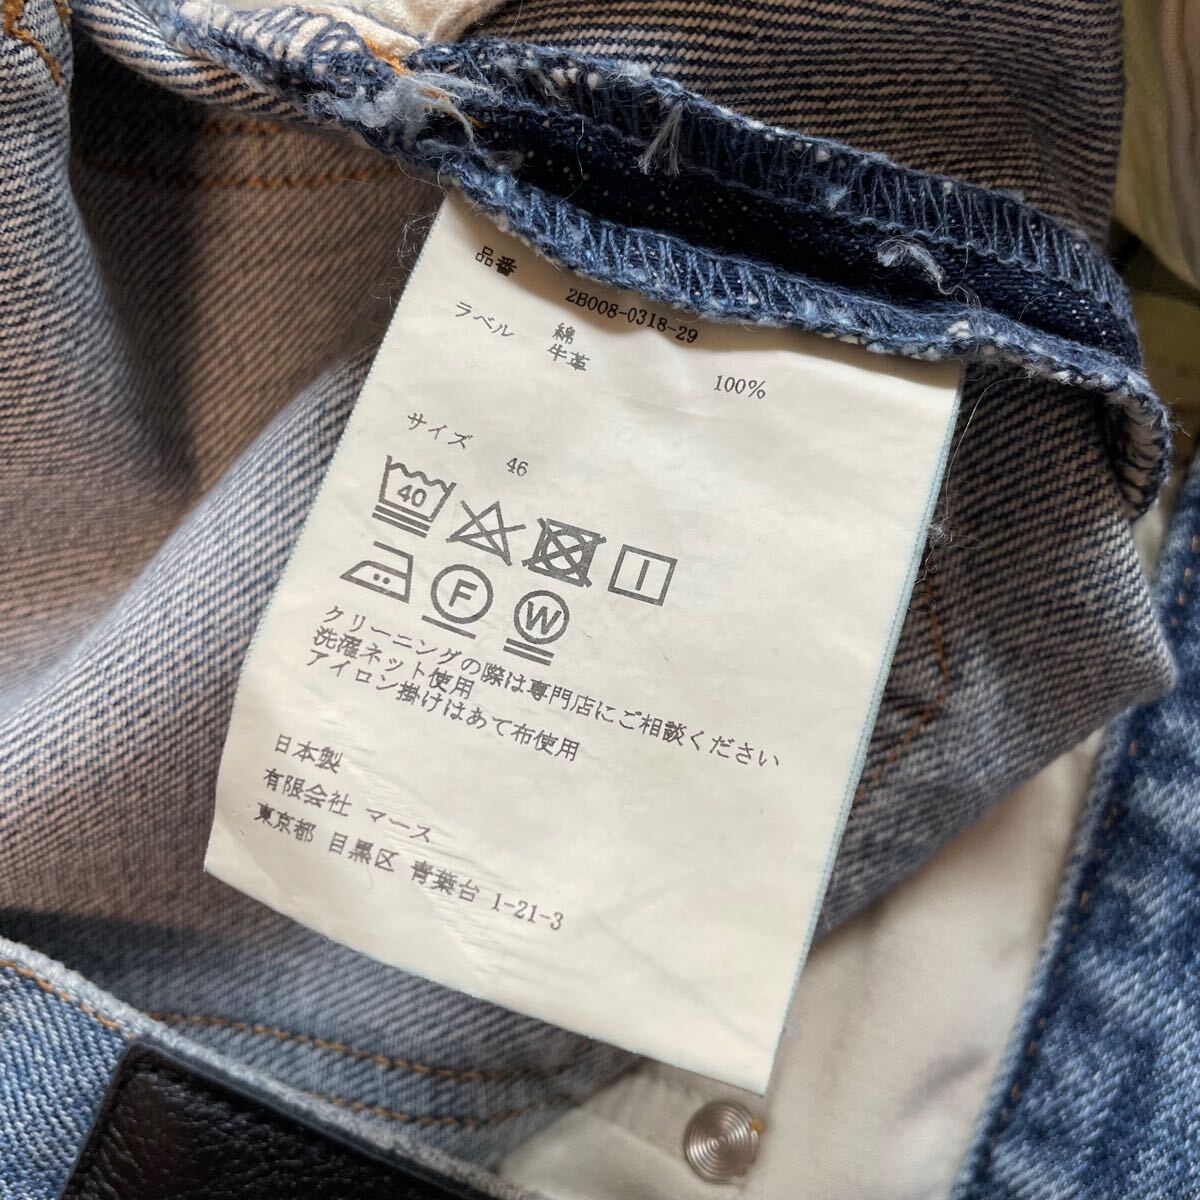 品番 2B008-0318-29
綿 100%
ラベル 牛革
サイズ 46
40
F W
クリーニングの際は専門店にご相談ください
洗濯ネット使用
アイロン掛けはあて布使用
日本製
有限会社 マース
東京都 目黒区 青葉台 1-21-3